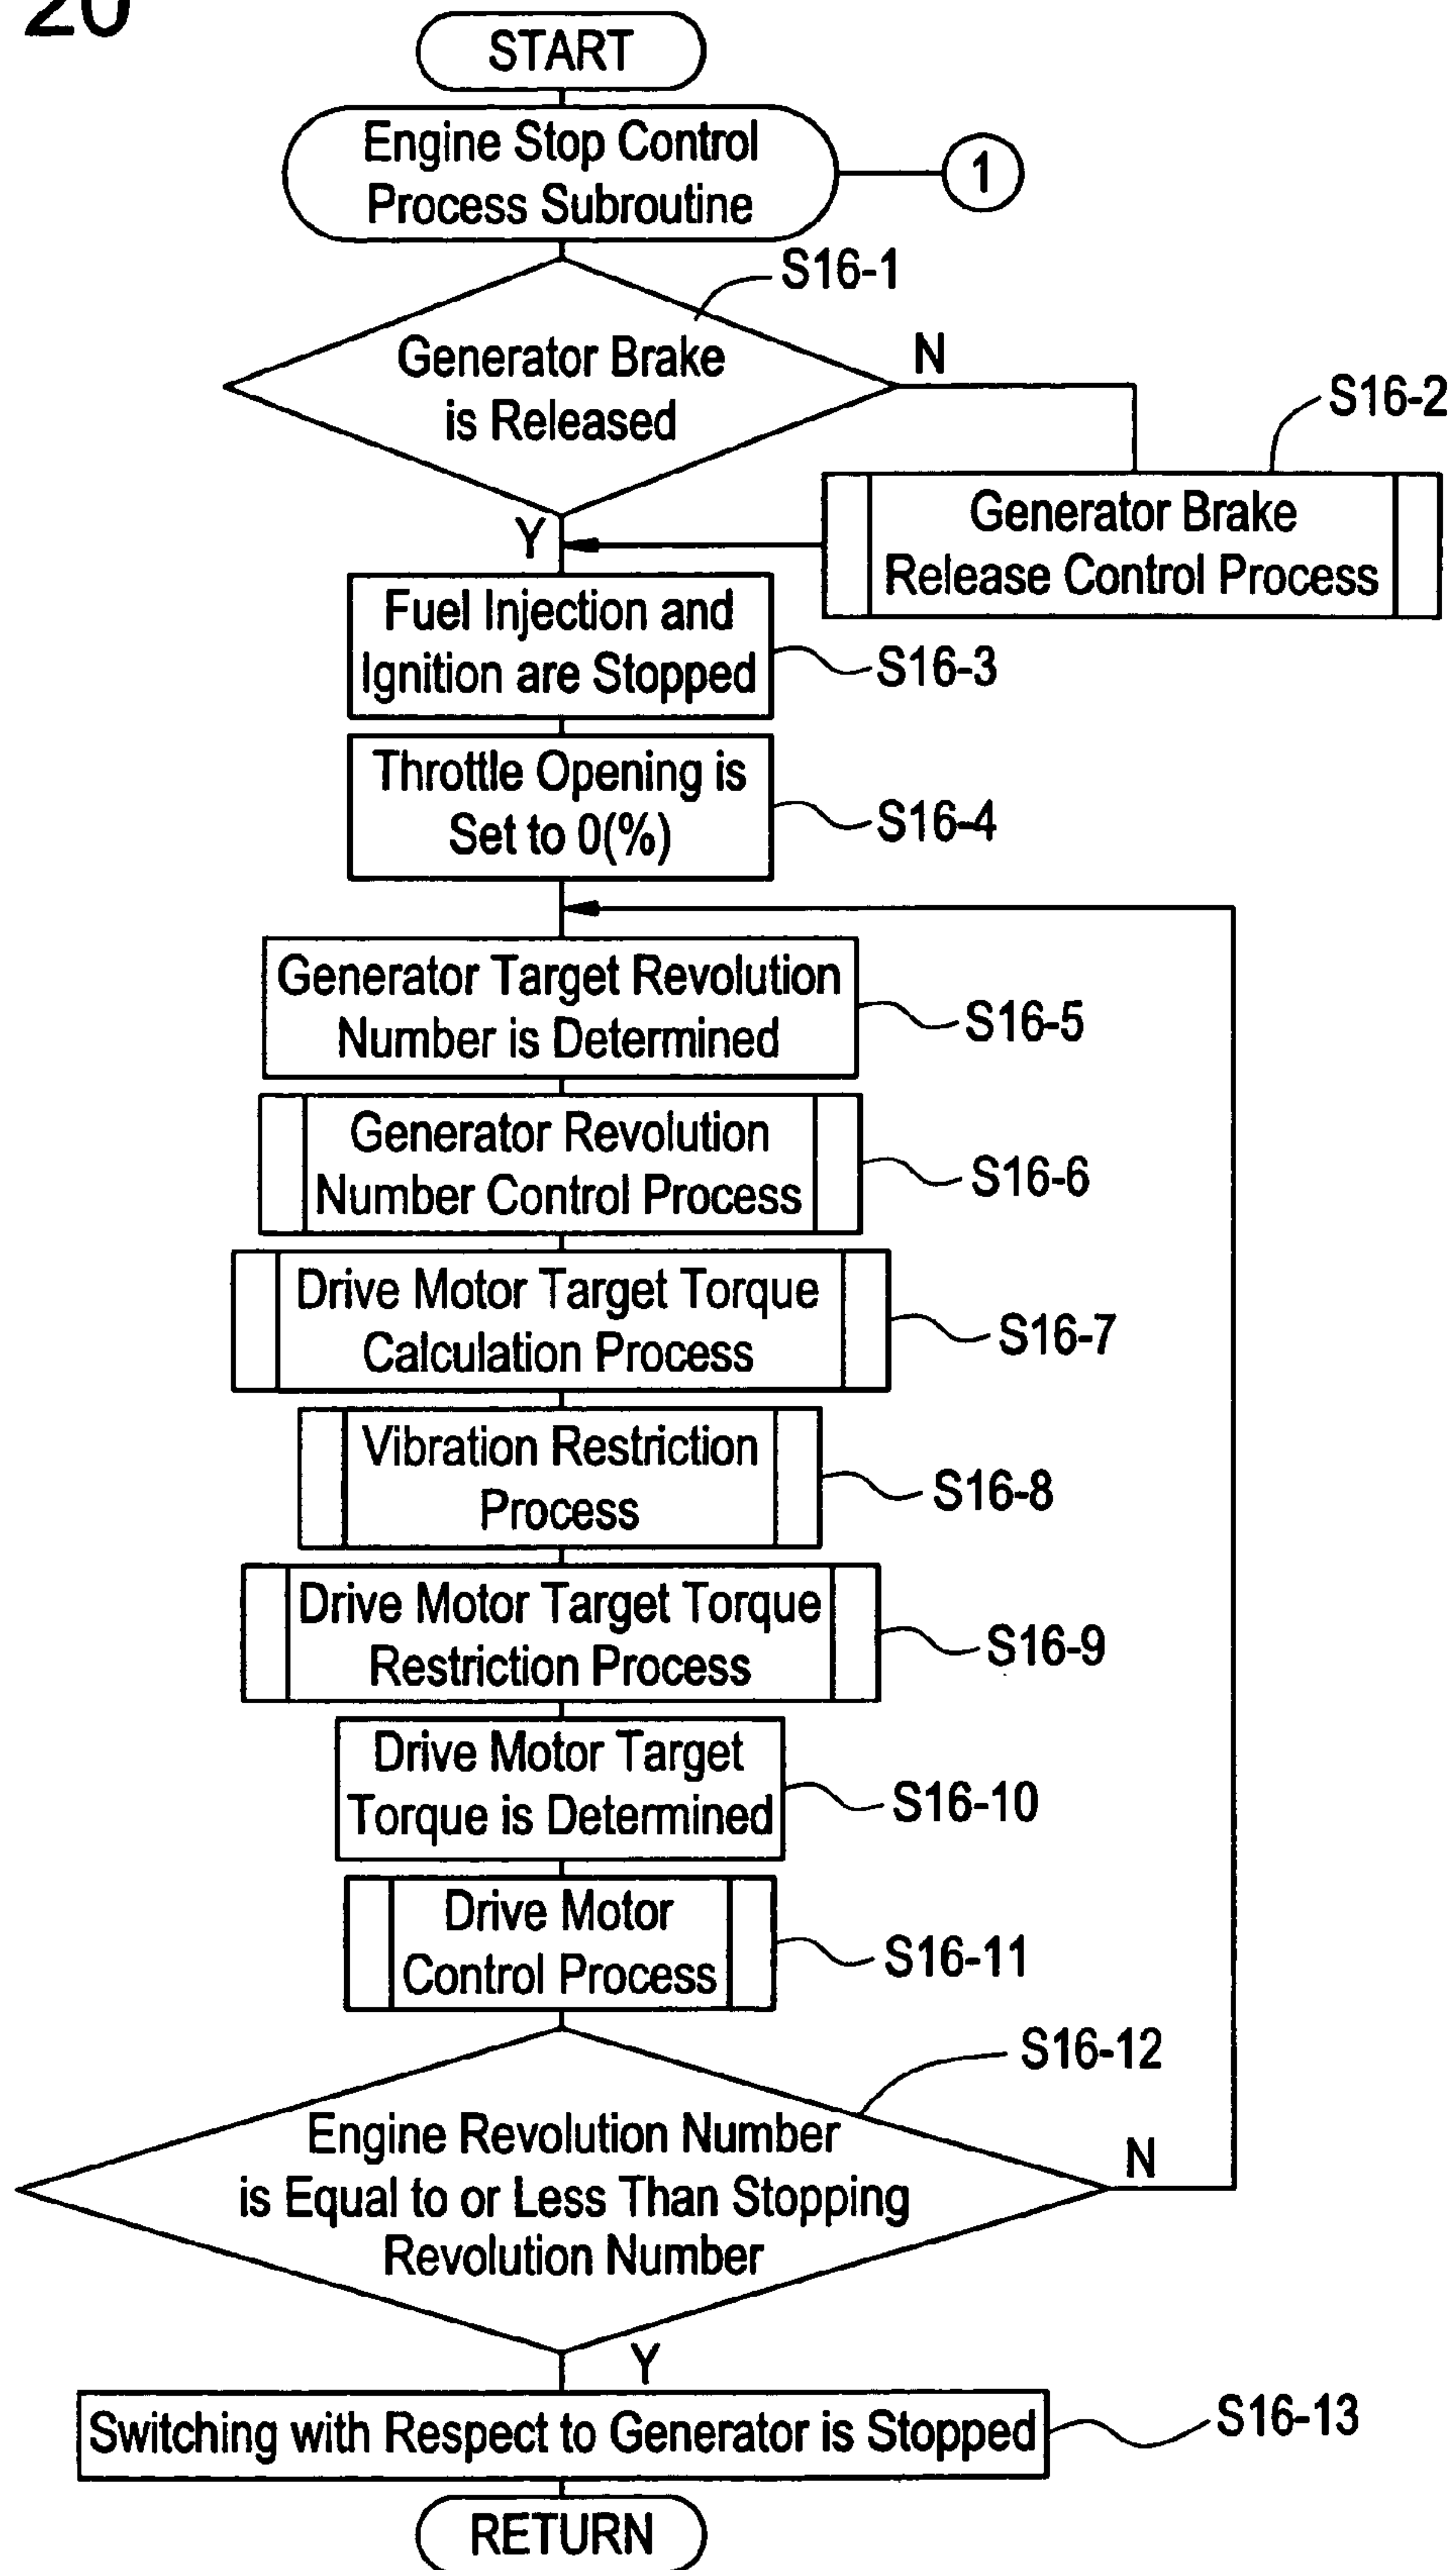 20
START
Engine Stop Control
Process Subroutine
1
S16-1
Generator Brake
is Released
N
S16-2
Generator Brake
Release Control Process
Y
Fuel Injection and
Ignition are Stopped
S16-3
Throttle Opening is
Set to 0(%)
S16-4
Generator Target Revolution
Number is Determined
S16-5
Generator Revolution
Number Control Process
S16-6
Drive Motor Target Torque
Calculation Process
S16-7
Vibration Restriction
Process
S16-8
Drive Motor Target Torque
Restriction Process
S16-9
Drive Motor Target
Torque is Determined
S16-10
Drive Motor
Control Process
S16-11
S16-12
Engine Revolution Number
is Equal to or Less Than Stopping
Revolution Number
N
Y
Switching with Respect to Generator is Stopped
S16-13
RETURN